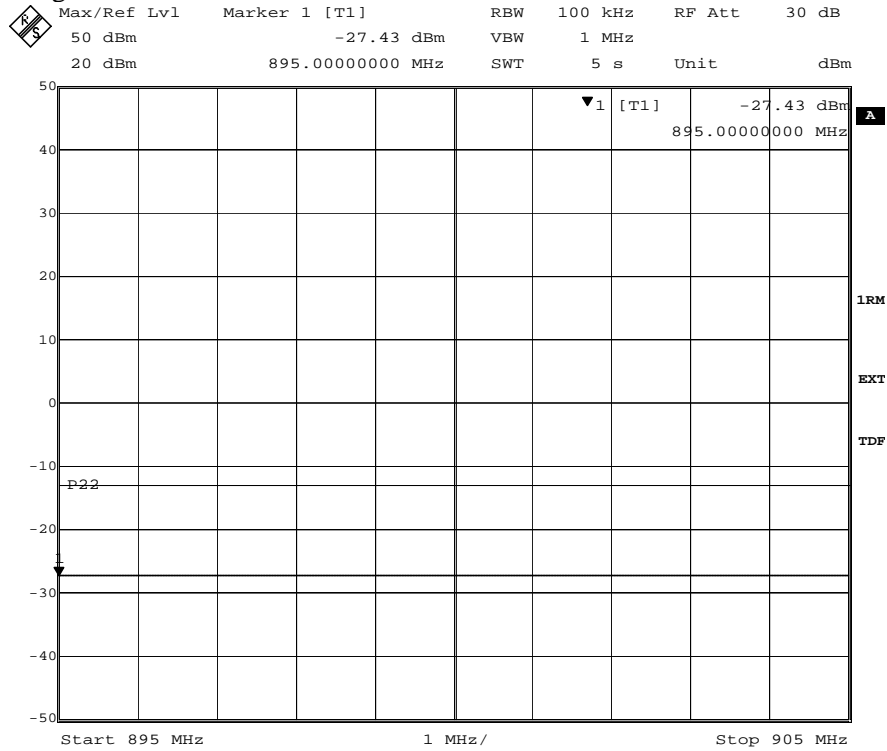 Max/Ref Lvl Marker 1 [T1] RBW 100 kHz RF Att 30 dB
50 dBm -27.43 dBm VBW 1 MHz
20 dBm 895.00000000 MHz SWT 5 s Unit dBm
R S
50
1 [T1] -27.43 dBm
A
895.00000000 MHz
40
30
20
1RM
10
EXT
0
TDF
-10
P22
-20
1
-30
-40
-50
Start 895 MHz 1 MHz/ Stop 905 MHz